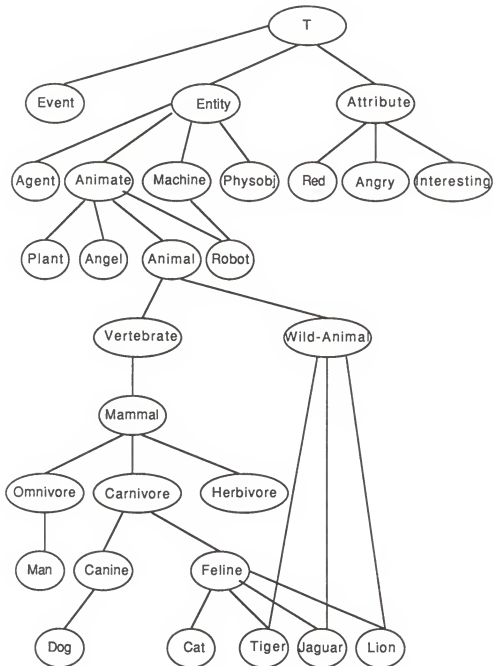 T
Event Entity Attribute
Agent Animate Machine Physobj Red Angry Interesting
Plant Angel Animal Robot
Vertebrate Wild-Animal
Mammal
Omnivore Carnivore Herbivore
Man Canine Feline
Dog Cat Tiger Jaguar Lion